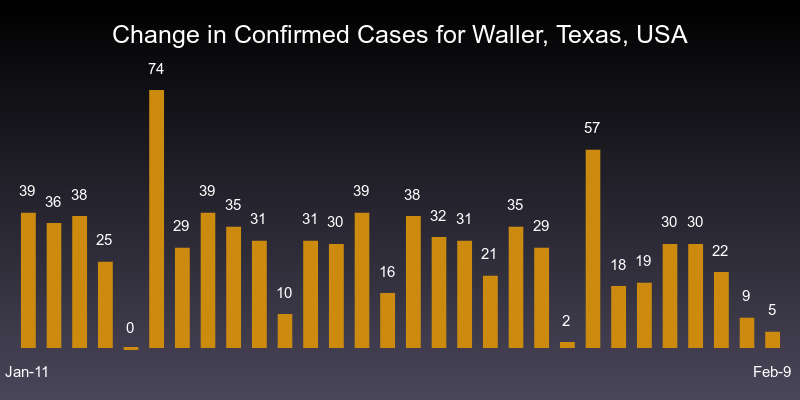 Change in Confirmed Cases for Waller, Texas, USA
74
57
39 36 38 25 0 29 39 35 31 10 31 30 39 16 38 32 31 21 35 29 2 18 19 30 30 22 9 5
Jan-11 Feb-9